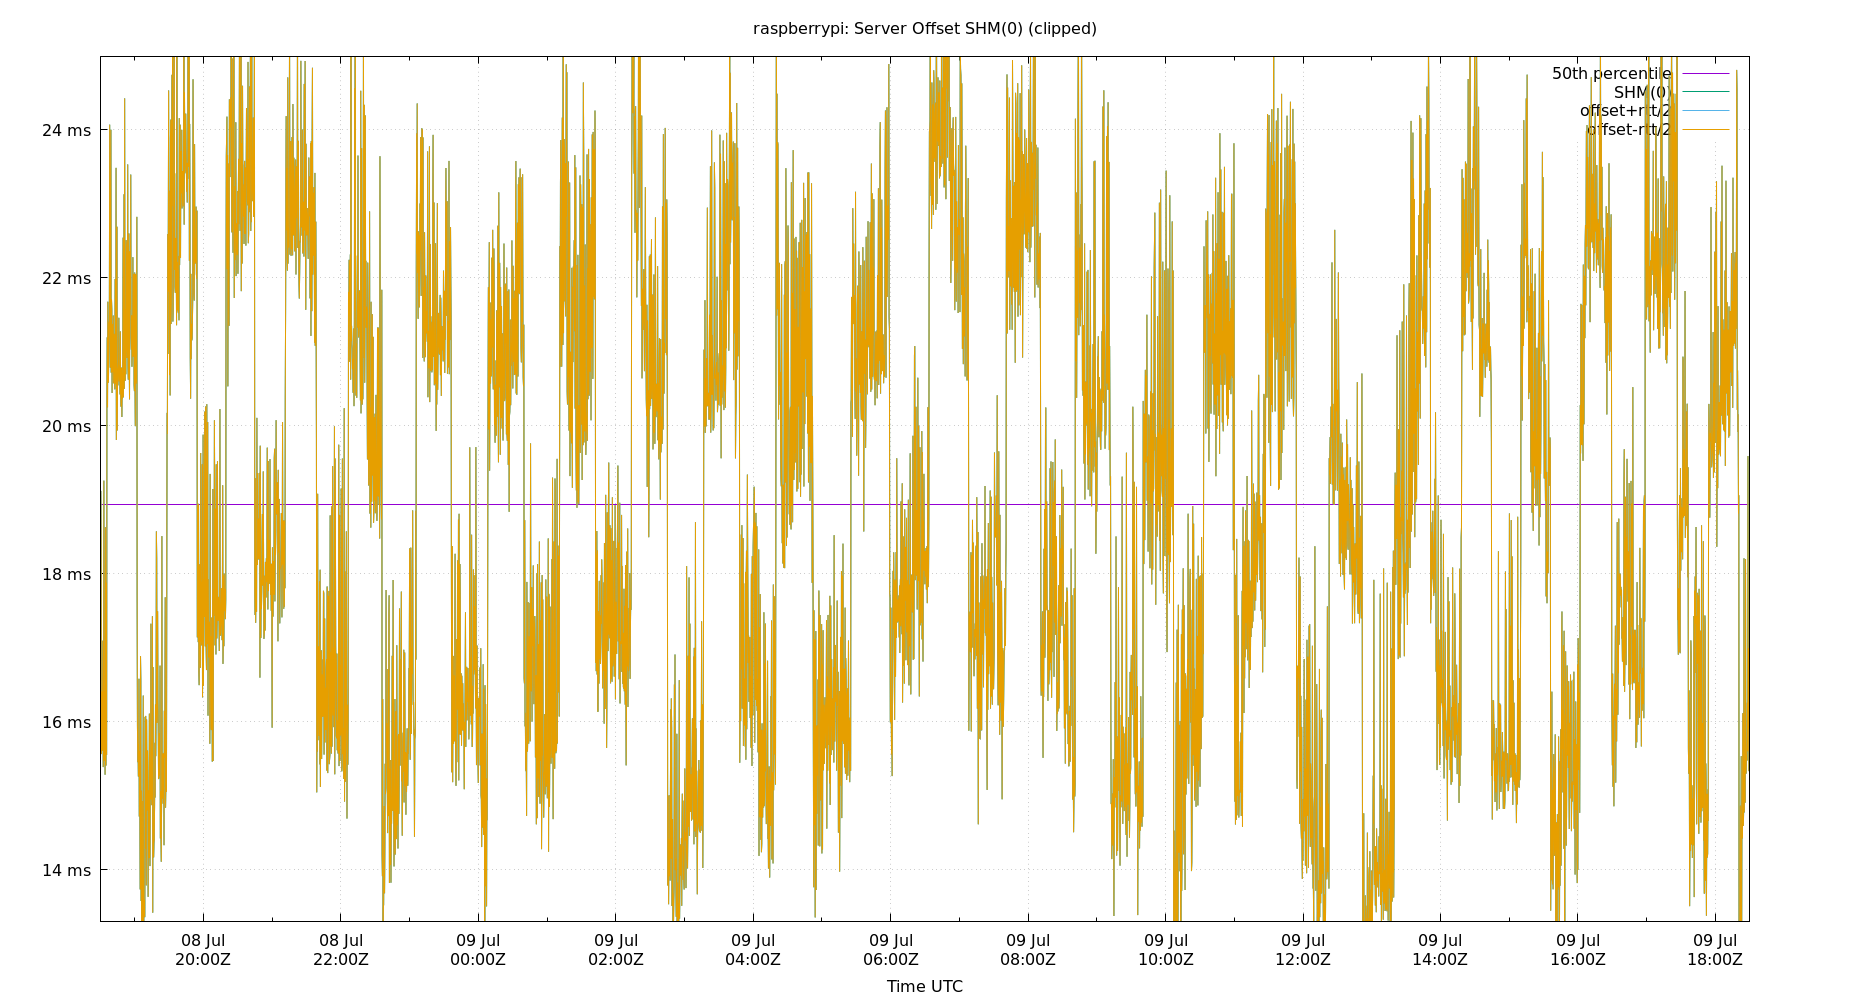 raspberrypi: Server Offset SHM(0) (clipped)
50th percentile
SHM(0)
offset+rtt/2
offset-rtt/2
24 ms
22 ms
20 ms
18 ms
16 ms
14 ms
08 Jul 08 Jul 09 Jul 09 Jul 09 Jul 09 Jul 09 Jul 09 Jul 09 Jul 09 Jul 09 Jul 09 Jul
20:00Z 22:00Z 00:00Z 02:00Z 04:00Z 06:00Z 08:00Z 10:00Z 12:00Z 14:00Z 16:00Z 18:00Z
Time UTC